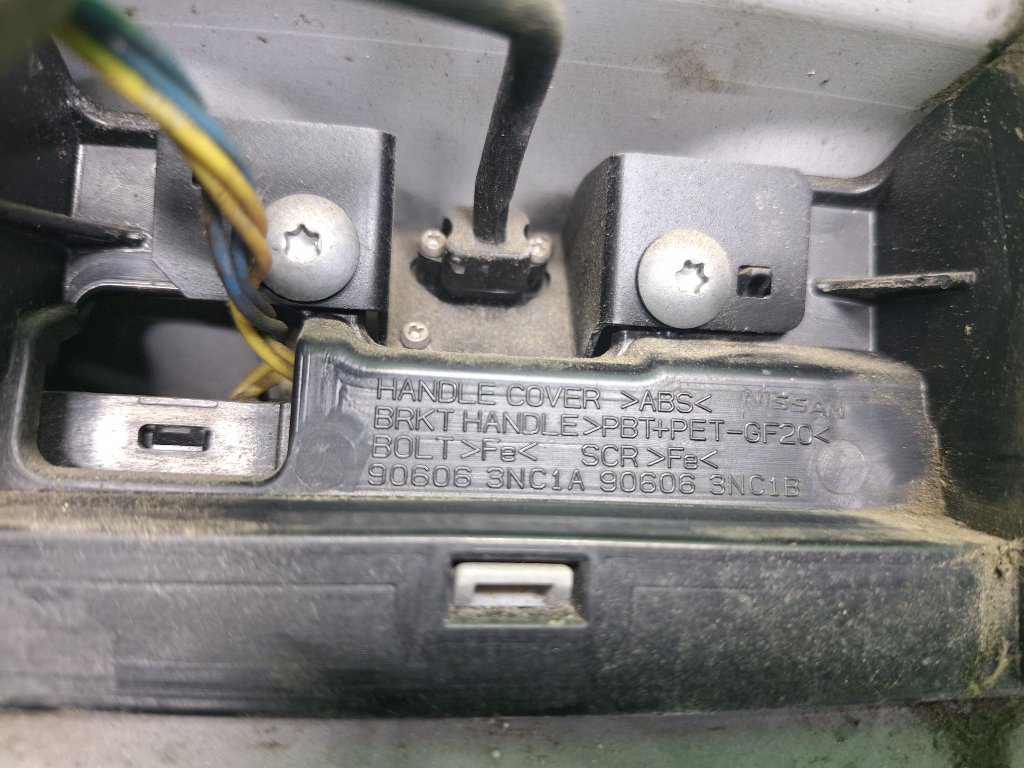 HANDLE COVER >ABS< NISSAN
BRKT HANDLE>PBT+PET-GF20<
BOLT >Fe< SCR >Fe<
90606 3NC1A 90606 3NC1B